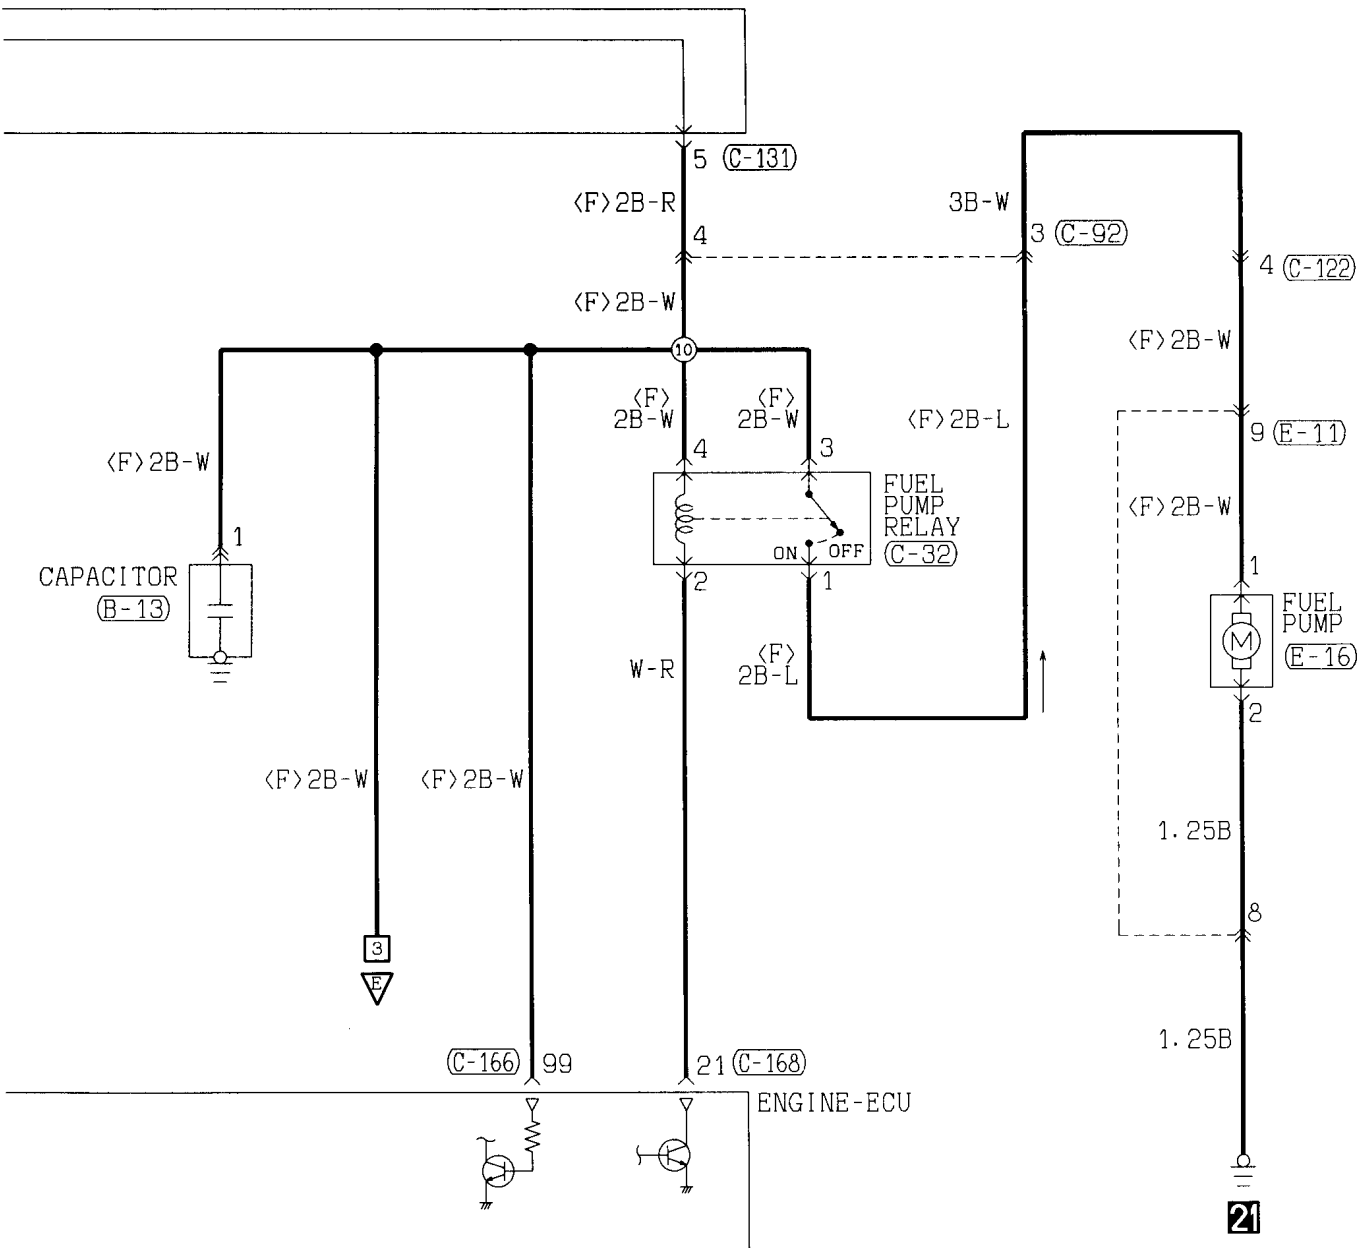 5 (C-131)
〈F〉2B-R
3B-W
4
3 (C-92)
4 (C-122)
〈F〉2B-W
〈F〉2B-W
10
〈F〉
2B-W
〈F〉
2B-W
〈F〉2B-L
9 (E-11)
〈F〉2B-W
4
3
FUEL
PUMP
RELAY
(C-32)
〈F〉2B-W
1
ON
OFF
2
1
1
CAPACITOR
(B-13)
FUEL
PUMP
(E-16)
M
W-R
〈F〉
2B-L
2
〈F〉2B-W
〈F〉2B-W
1.25B
8
3
E
1.25B
(C-166) 99
21 (C-168)
ENGINE-ECU
21